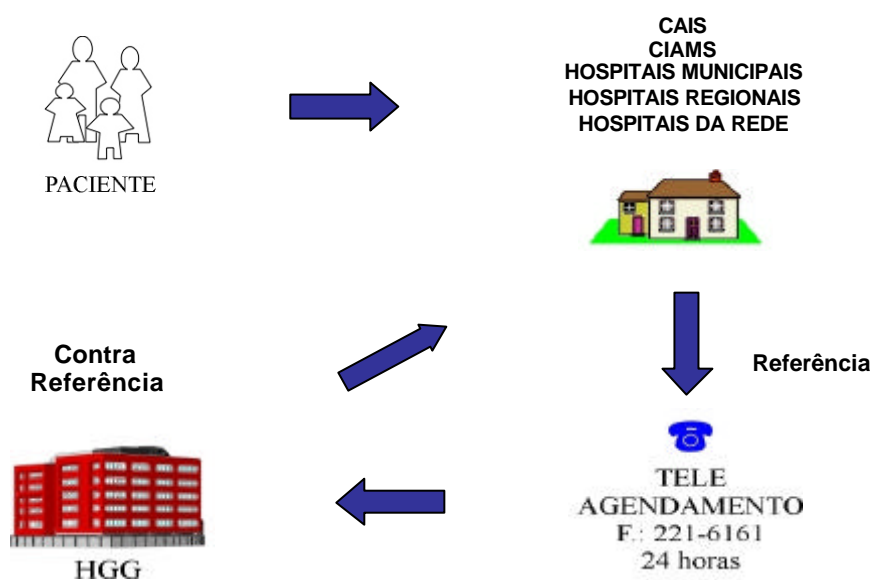 CAIS
CIAMS
HOSPITAIS MUNICIPAIS
HOSPITAIS REGIONAIS
HOSPITAIS DA REDE
PACIENTE
Contra
Referência
Referência
TELE
AGENDAMENTO
F.: 221-6161
24 horas
HGG